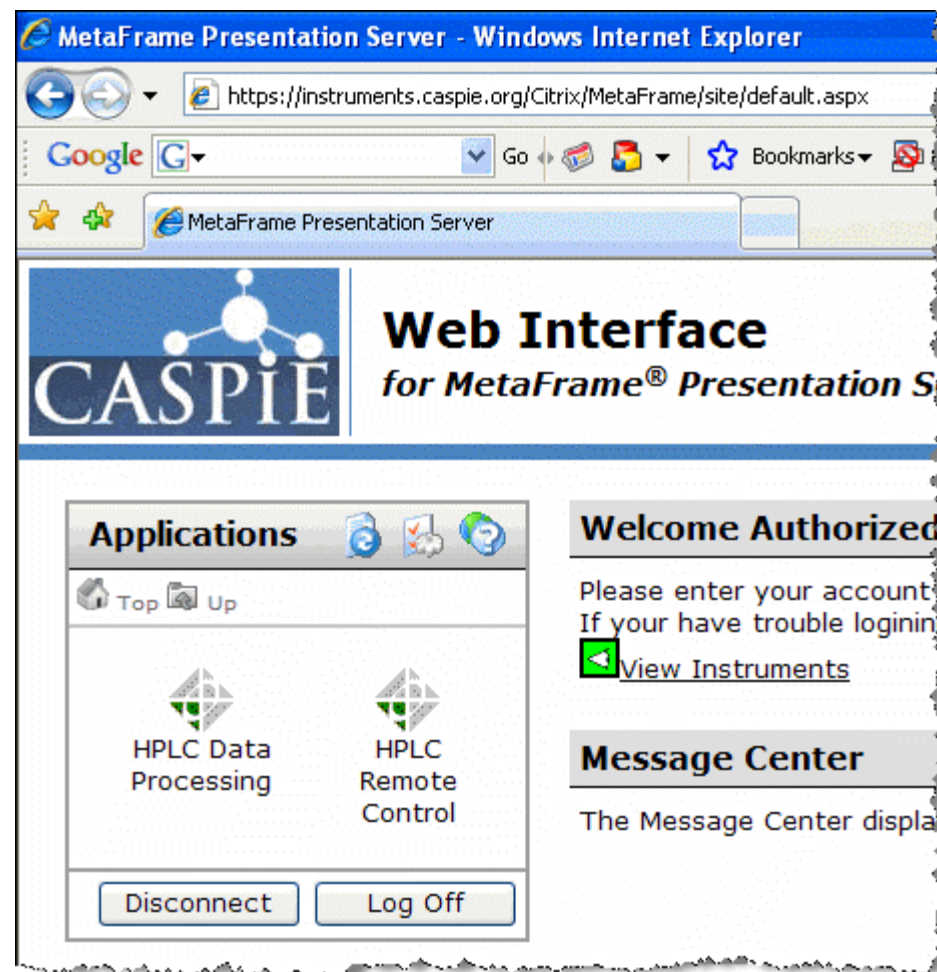 MetaFrame Presentation Server - Windows Internet Explorer
https://instruments.caspie.org/Citrix/MetaFrame/site/default.aspx
Google G Go Bookmarks
MetaFrame Presentation Server
CASPiE
Web Interface
for MetaFrame® Presentation
Applications
Top Up
HPLC Data Processing
HPLC Remote Control
Disconnect Log Off
Welcome Authorized
Please enter your account
If your have trouble
View Instruments
Message Center
The Message Center